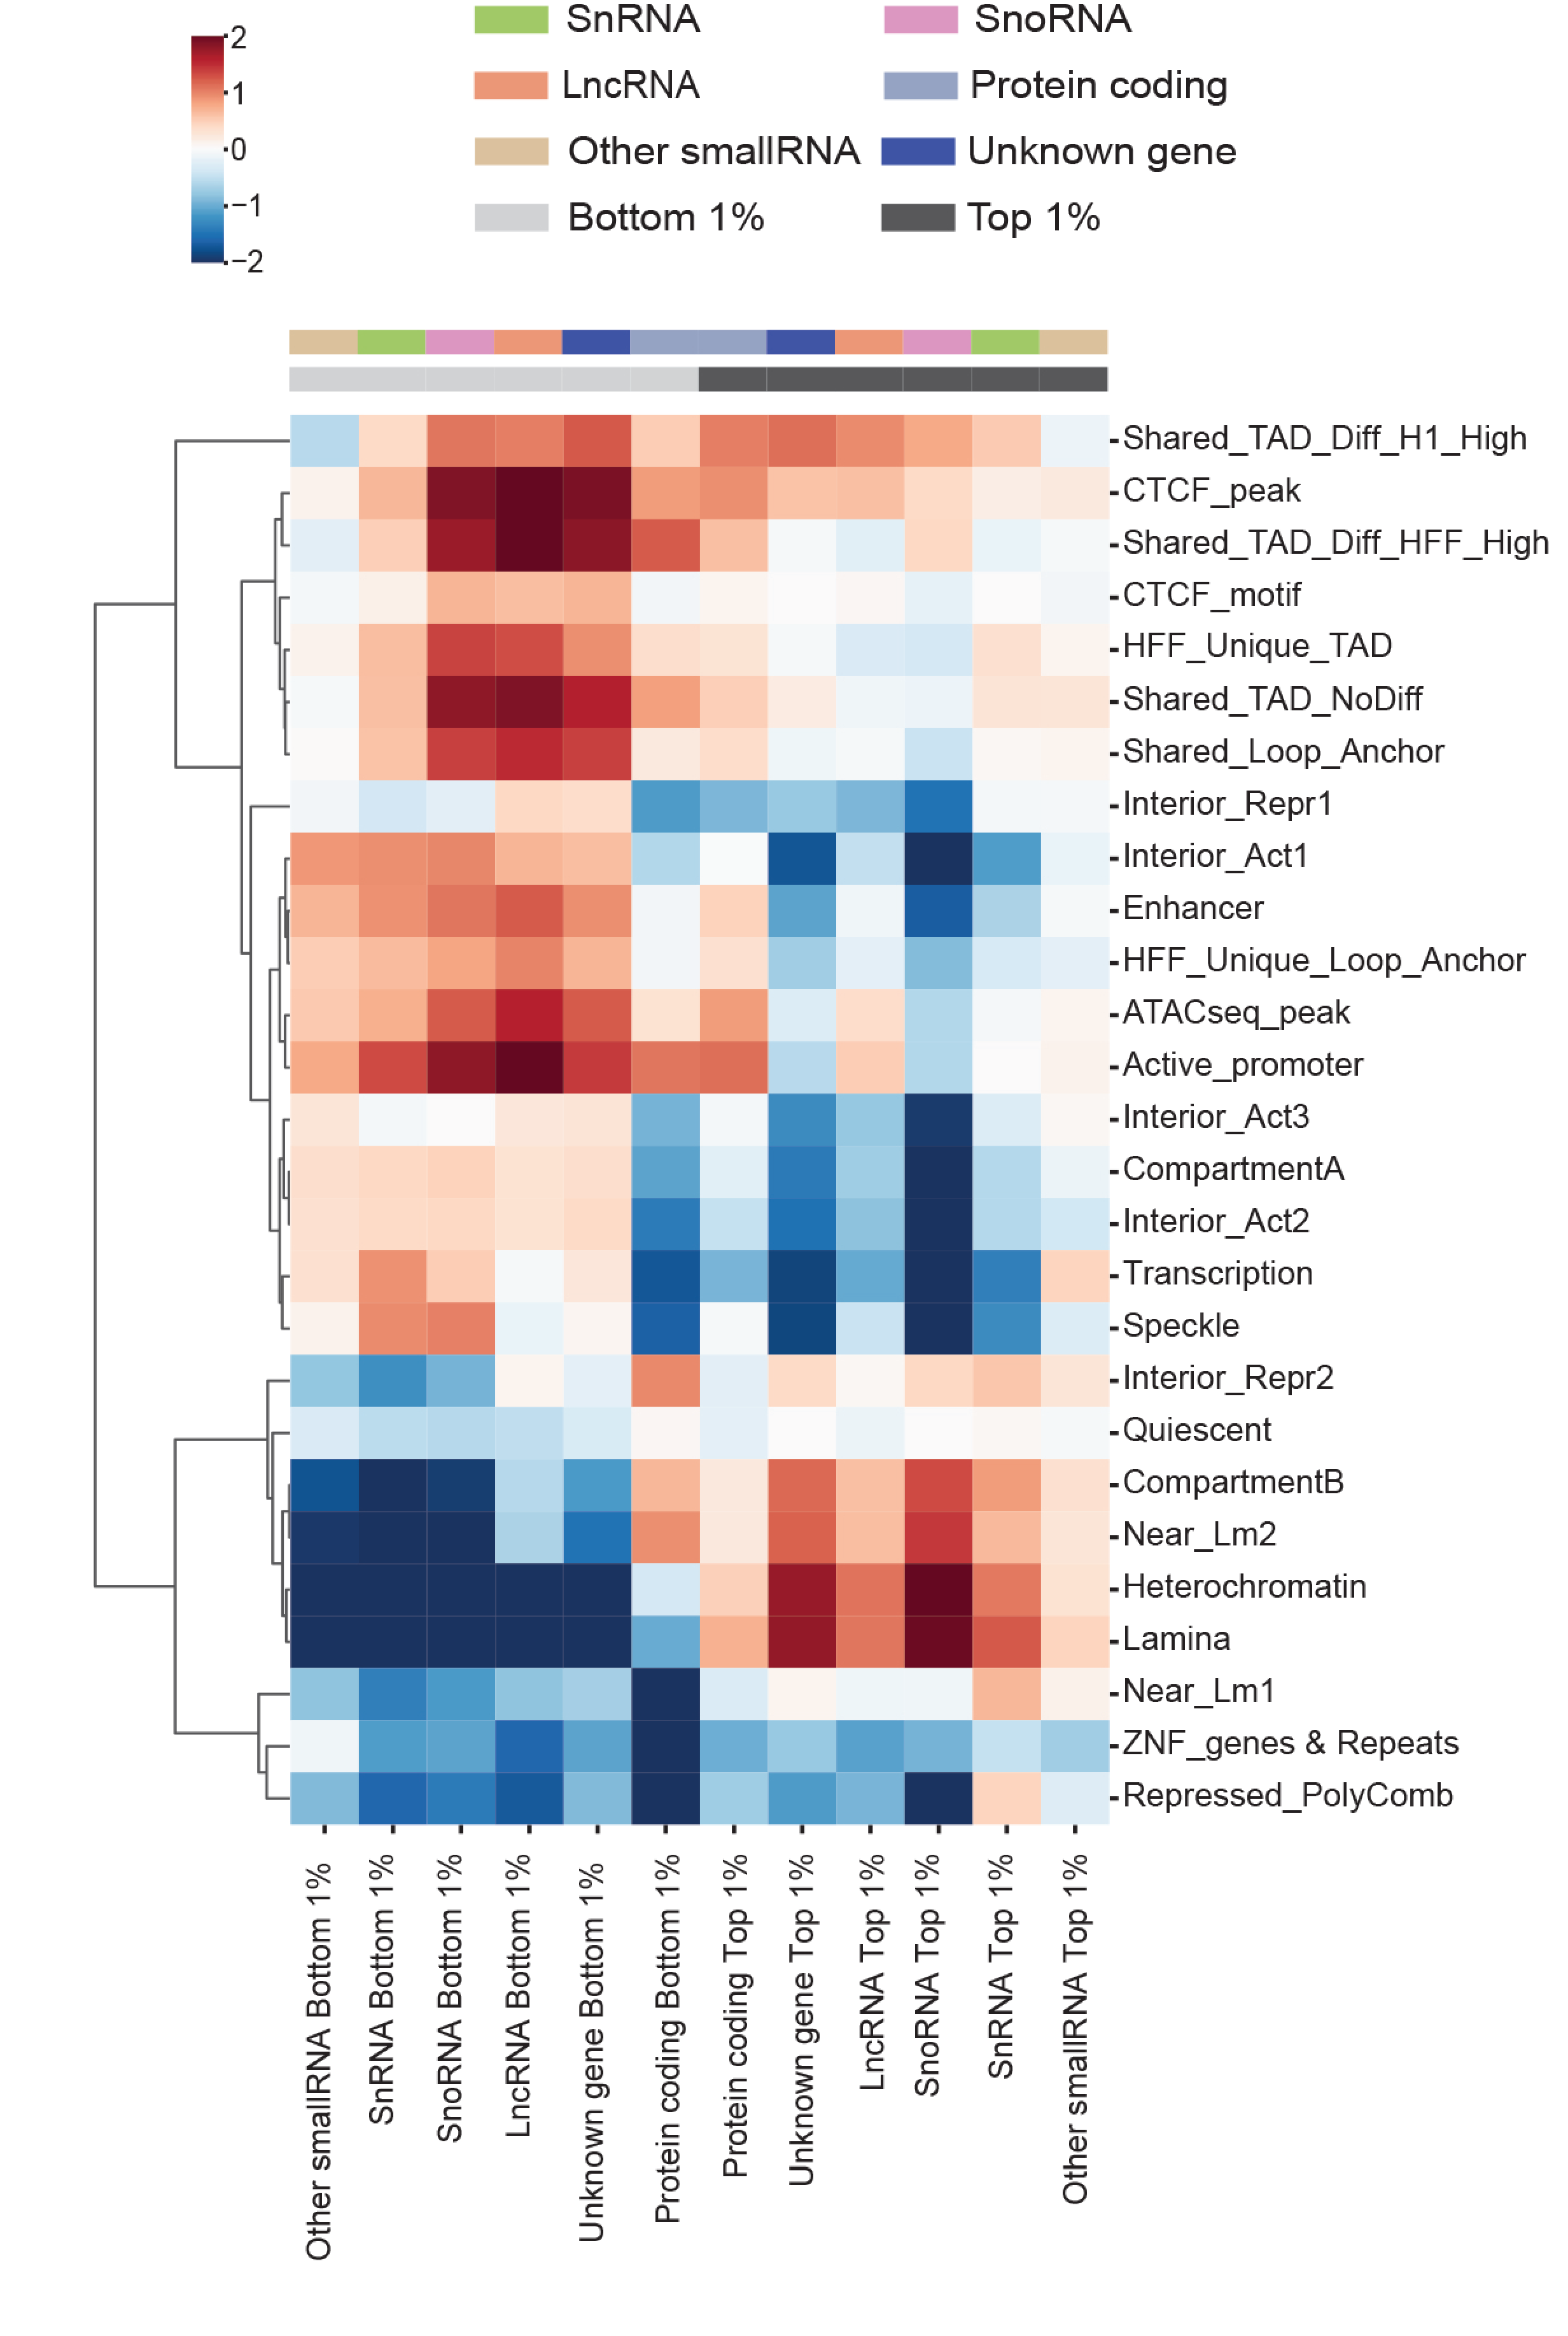 2
1
0
−1
−2
SnRNA
SnoRNA
LncRNA
Protein coding
Other smallRNA
Unknown gene
Bottom 1%
Top 1%
Shared_TAD_Diff_H1_High
CTCF_peak
Shared_TAD_Diff_HFF_High
CTCF_motif
HFF_Unique_TAD
Shared_TAD_NoDiff
Shared_Loop_Anchor
Interior_Repr1
Interior_Act1
Enhancer
HFF_Unique_Loop_Anchor
ATACseq_peak
Active_promoter
Interior_Act3
CompartmentA
Interior_Act2
Transcription
Speckle
Interior_Repr2
Quiescent
CompartmentB
Near_Lm2
Heterochromatin
Lamina
Near_Lm1
ZNF_genes & Repeats
Repressed_PolyComb
Other smallRNA Bottom 1%
SnRNA Bottom 1%
SnoRNA Bottom 1%
LncRNA Bottom 1%
Unknown gene Bottom 1%
Protein coding Bottom 1%
Protein coding Top 1%
Unknown gene Top 1%
LncRNA Top 1%
SnoRNA Top 1%
SnRNA Top 1%
Other smallRNA Top 1%